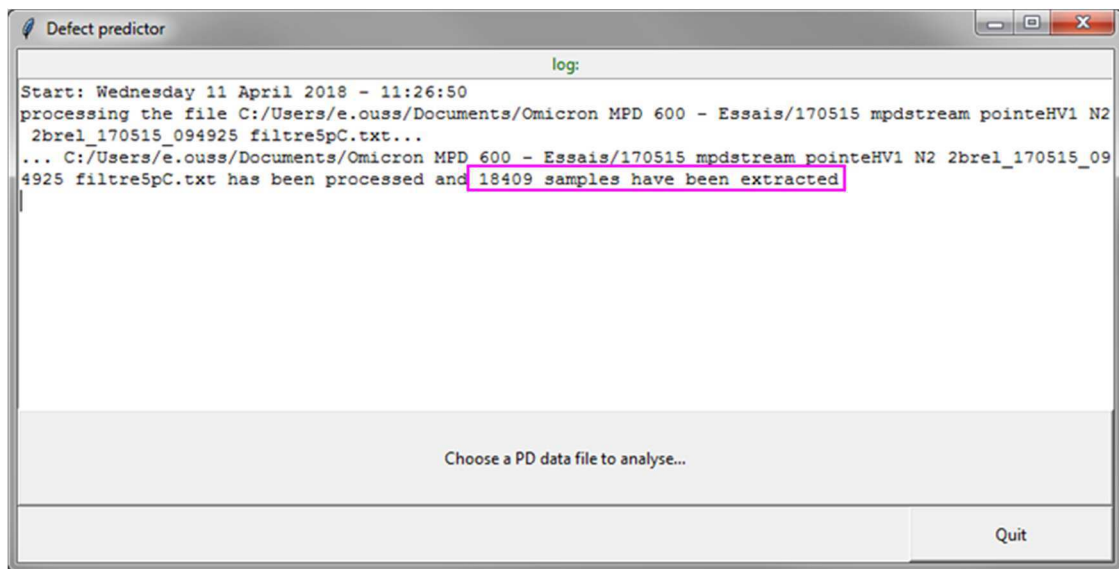 Defect predictor
log:
Start: Wednesday 11 April 2018 - 11:26:50
processing the file C:/Users/e.ouss/Documents/Omicron MPD 600 - Essais/170515 mpdstream pointeHV1 N2
2brel_170515_094925 filtre5pC.txt...
... C:/Users/e.ouss/Documents/Omicron MPD 600 - Essais/170515 mpdstream pointeHV1 N2 2brel_170515_09
4925 filtre5pC.txt has been processed and 18409 samples have been extracted
Choose a PD data file to analyse...
Quit